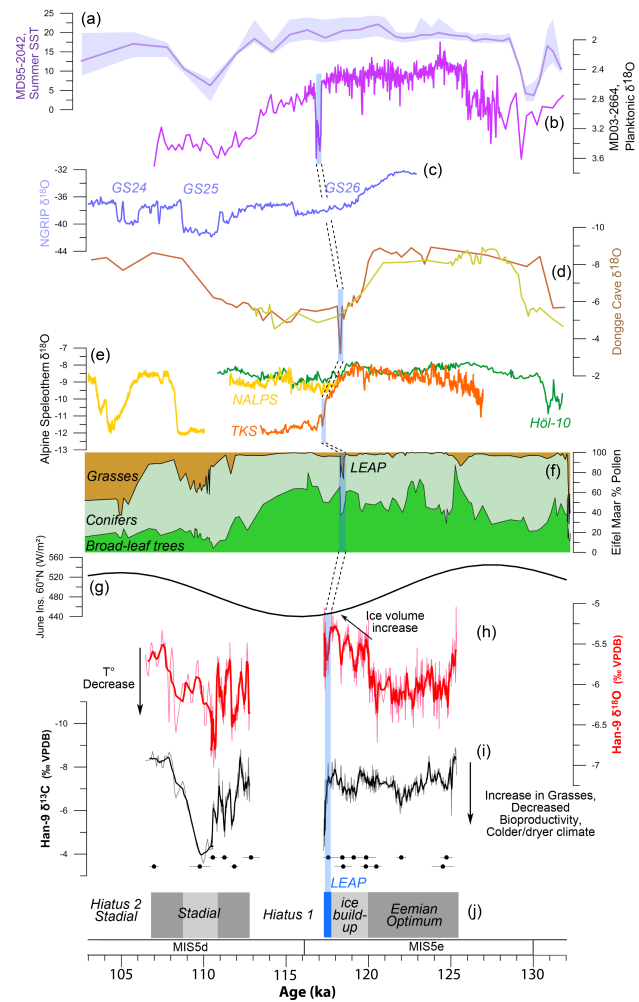 (a)
25
20
15
10
5
0
MD95-2042,
Summer SST
2
2.4
2.8
3.2
3.6
MD03-2664,
Planktonic δ18O
(b)
-32
-36
-40
-44
NGRIP δ18O
GS24
GS25
GS26
(c)
-10
-8
-6
-4
-2
Dongge Cave δ18O
(d)
(e)
-7
-8
-9
-10
-11
-12
-13
Alpine Speleothem δ18O
NALPS
TKS
Höl-10
Grasses
Conifers
Broad-leaf trees
LEAP
(f)
100
80
60
40
20
0
Eifel Maar % Pollen
560
520
480
440
June Ins. 60°N (W/m²)
(g)
Ice volume
increase
(h)
-5
-5.5
-6
-6.5
-7
Han-9 δ18O (‰ VPDB)
T°
Decrease
-10
-8
-6
-4
Han-9 δ13C (‰ VPDB)
(i)
Increase in Grasses,
Decreased
Bioproductivity,
Colder/dryer climate
LEAP
Hiatus 2
Stadial
Stadial
Hiatus 1
ice
build-
up
Eemian
Optimum
(j)
MIS5d
MIS5e
105
110
115
120
125
130
Age (ka)